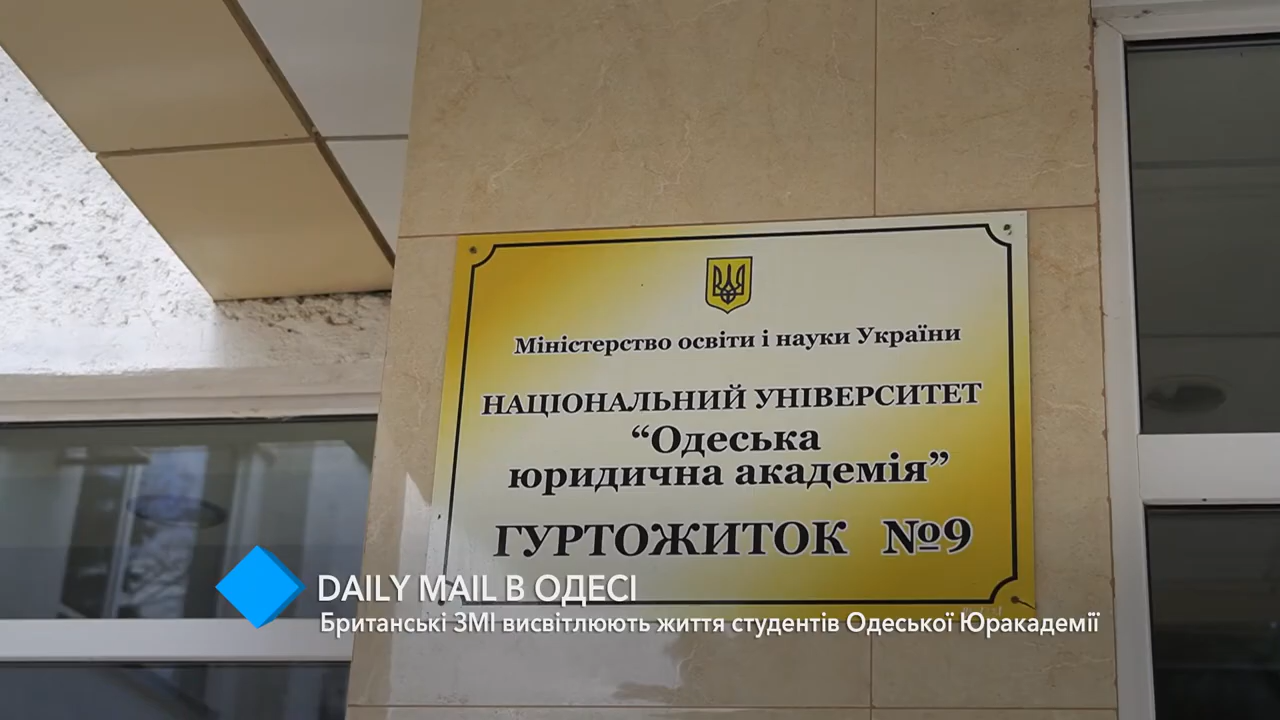 Міністерство освіти і науки України
НАЦІОНАЛЬНИЙ УНІВЕРСИТЕТ
“Одеська
юридична академія”
ГУРТОЖИТОК №9
DAILY MAIL В ОДЕСІ
Британські ЗМІ висвітлюють життя студентів Одеської Юракадемії